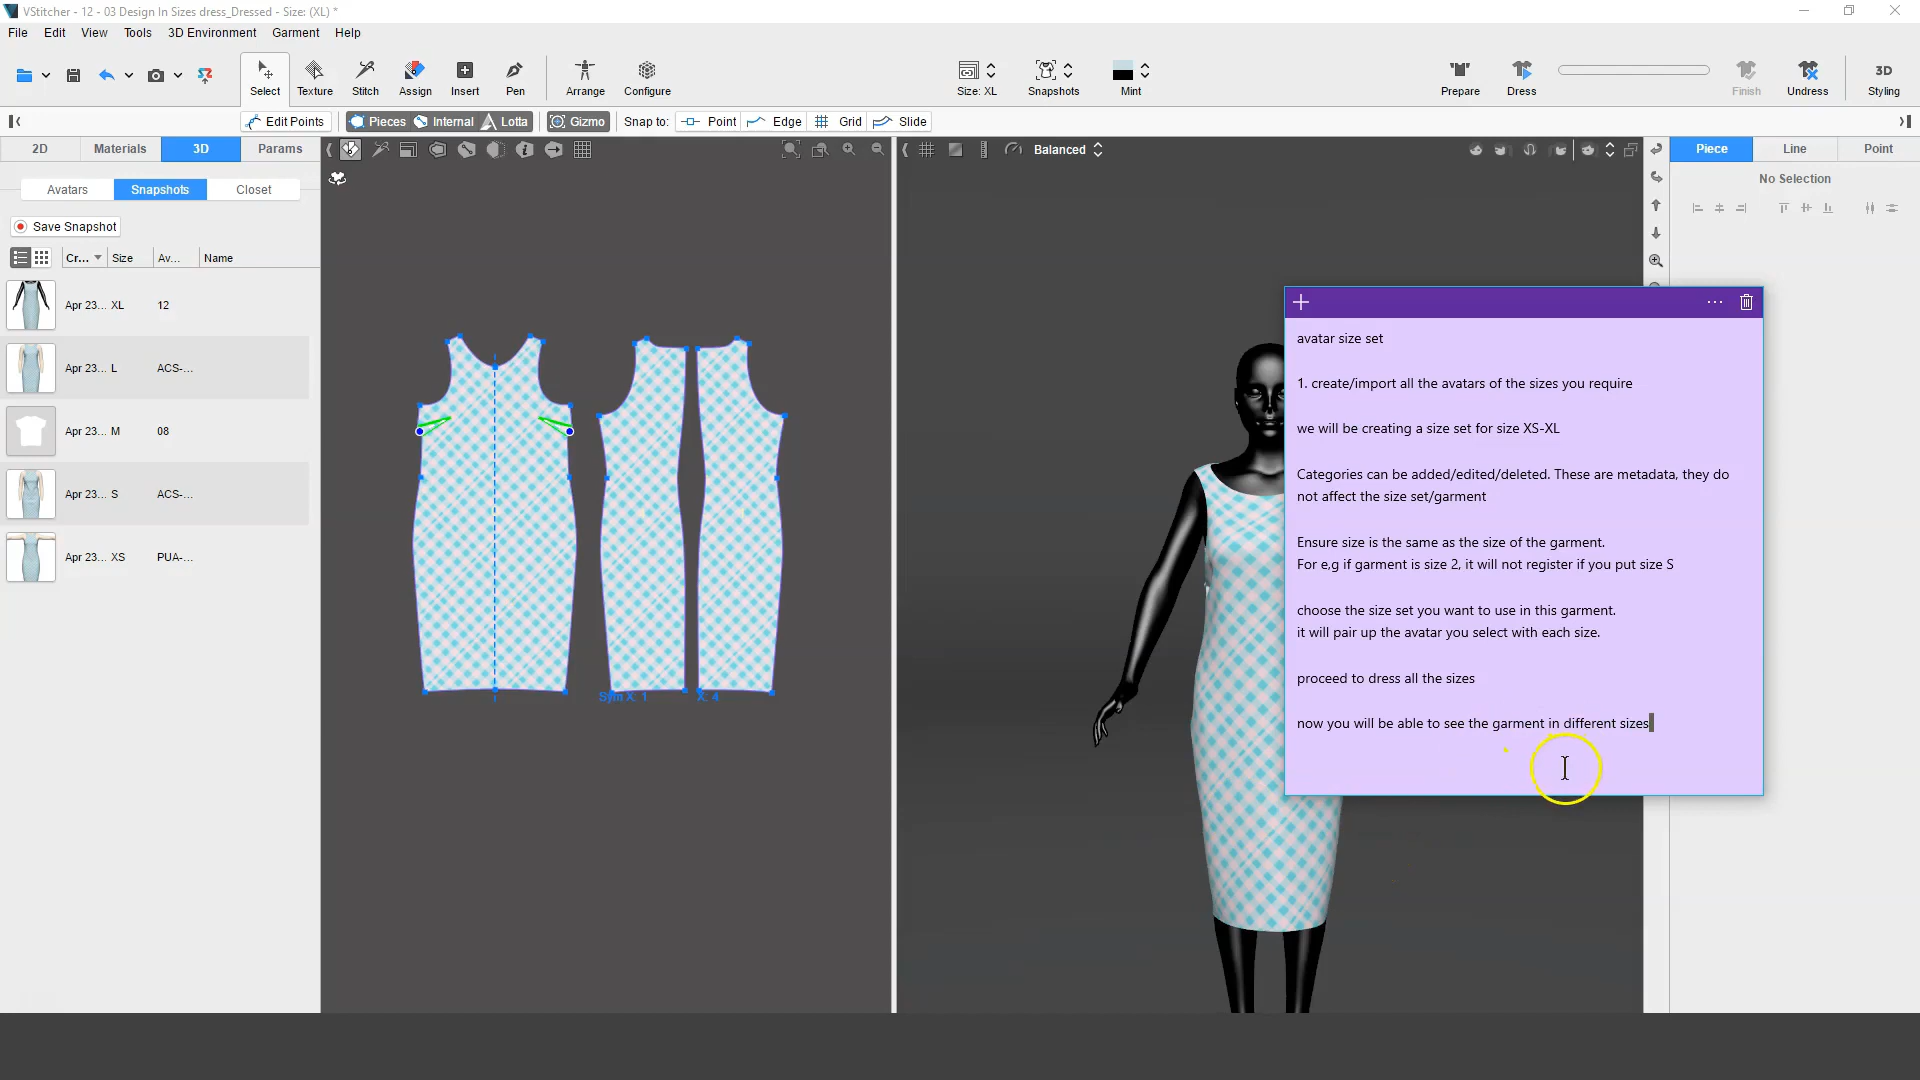 VStitcher - 12 - 03 Design In Sizes dress_Dressed - Size: (XL) *
File Edit View Tools 3D Environment Garment Help
Select Texture Stitch Assign Insert Pen Arrange Configure Size: XL Snapshots Mint Prepare Dress Finish Undress 3D Styling
Edit Points Pieces Internal Lotta Gizmo Snap to: Point Edge Grid Slide
2D Materials 3D Params
Balanced
Piece Line Point
No Selection
Avatars Snapshots Closet
Save Snapshot
Cr... Size Av... Name
Apr 23... XL 12
Apr 23... L ACS-...
Apr 23... M 08
Apr 23... S ACS-...
Apr 23... XS PUA-...
Sym X: 1
X: 4
avatar size set
1. create/import all the avatars of the sizes you require
we will be creating a size set for size XS-XL
Categories can be added/edited/deleted. These are metadata, they do
not affect the size set/garment
Ensure size is the same as the size of the garment.
For e,g if garment is size 2, it will not register if you put size S
choose the size set you want to use in this garment.
it will pair up the avatar you select with each size.
proceed to dress all the sizes
now you will be able to see the garment in different sizes